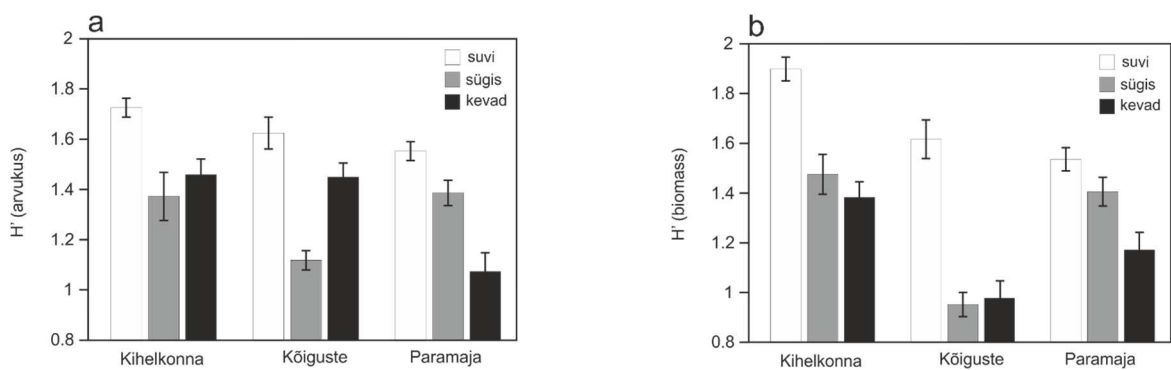 a
2
1.8
1.6
1.4
1.2
1
0.8
H' (arvukus)
suvi
sügis
kevad
Kihelkonna Kõiguste Paramaja
b
2
1.8
1.6
1.4
1.2
1
0.8
H' (biomass)
suvi
sügis
kevad
Kihelkonna Kõiguste Paramaja